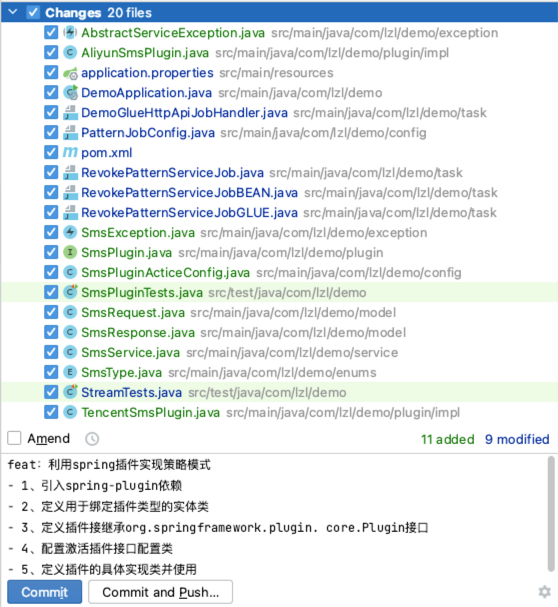 Changes 20 files
AbstractServiceException.java src/main/java/com/lzl/demo/exception
AliyunSmsPlugin.java src/main/java/com/lzl/demo/plugin/impl
application.properties src/main/resources
DemoApplication.java src/main/java/com/lzl/demo
DemoGlueHttpApiJobHandler.java src/main/java/com/lzl/demo/task
PatternJobConfig.java src/main/java/com/lzl/demo/config
pom.xml
RevokePatternServiceJob.java src/main/java/com/lzl/demo/task
RevokePatternServiceJobBEAN.java src/main/java/com/lzl/demo/task
RevokePatternServiceJobGLUE.java src/main/java/com/lzl/demo/task
SmsException.java src/main/java/com/lzl/demo/exception
SmsPlugin.java src/main/java/com/lzl/demo/plugin
SmsPluginActiceConfig.java src/main/java/com/lzl/demo/config
SmsPluginTests.java src/test/java/com/lzl/demo
SmsRequest.java src/main/java/com/lzl/demo/model
SmsResponse.java src/main/java/com/lzl/demo/model
SmsService.java src/main/java/com/lzl/demo/service
SmsType.java src/main/java/com/lzl/demo/enums
StreamTests.java src/test/java/com/lzl/demo
TencentSmsPlugin.java src/main/java/com/lzl/demo/plugin/impl
Amend 11 added 9 modified
feat: 利用spring插件实现策略模式
- 1、引入spring-plugin依赖
- 2、定义用于绑定插件类型的实体类
- 3、定义插件接继承org.springframework.plugin. core.Plugin接口
- 4、配置激活插件接口配置类
- 5、定义插件的具体实现类并使用
Commit Commit and Push...